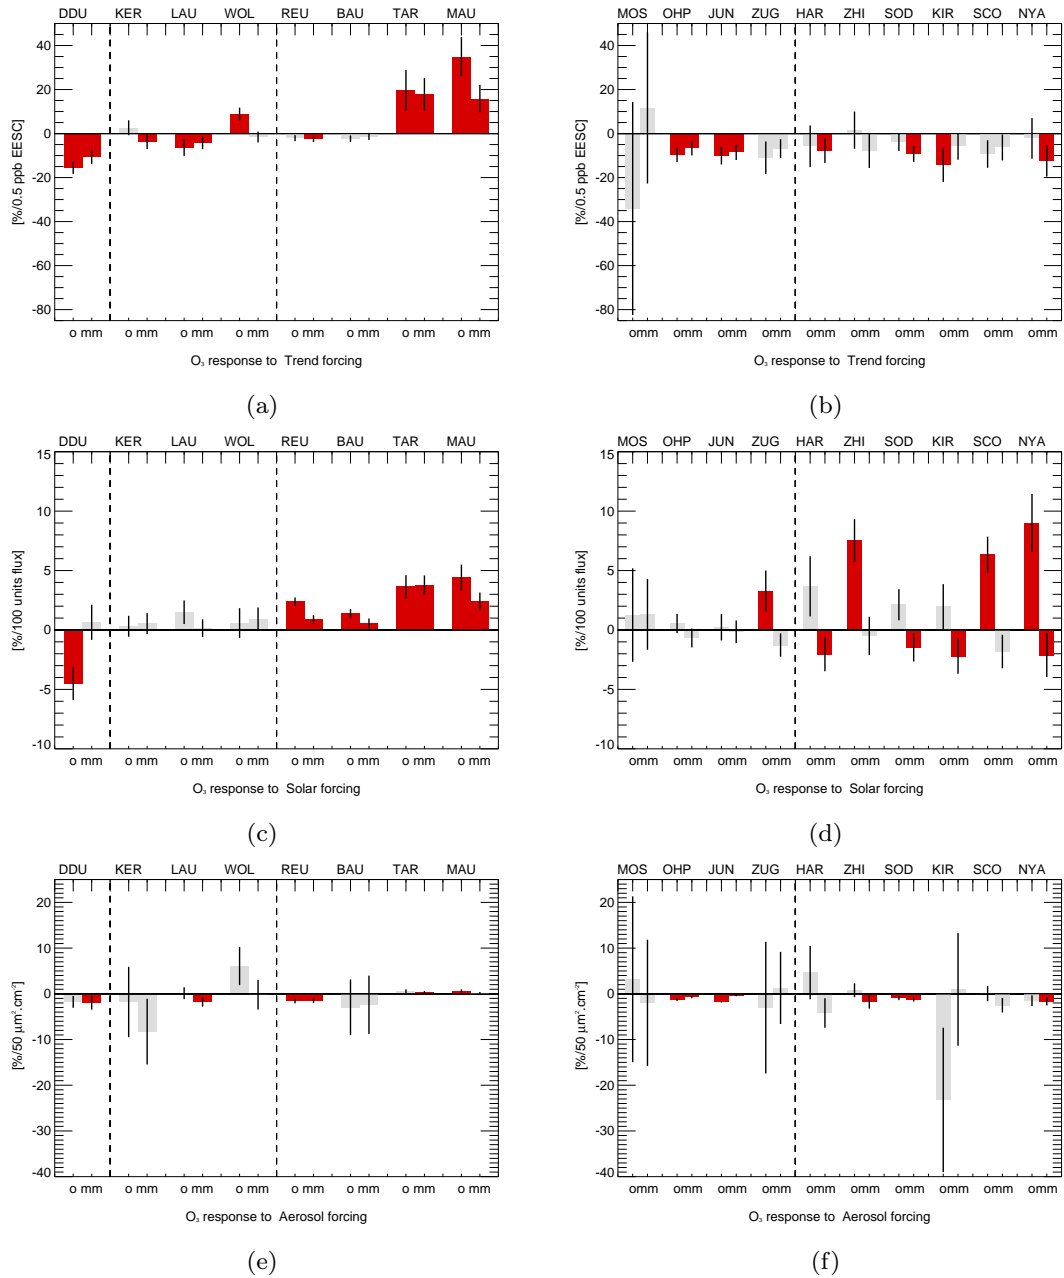 DDU KER LAU WOL REU BAU TAR MAU
40
20
0
-20
-40
-60
-80
[%/0.5 ppb EESC]
o mm o mm o mm o mm o mm o mm o mm o mm
O₃ response to Trend forcing
(a)
MOS OHP JUN ZUG HAR ZHI SOD KIR SCO NYA
40
20
0
-20
-40
-60
-80
[%/0.5 ppb EESC]
omm omm omm omm omm omm omm omm omm omm
O₃ response to Trend forcing
(b)
DDU KER LAU WOL REU BAU TAR MAU
15
10
5
0
-5
-10
[%/100 units flux]
o mm o mm o mm o mm o mm o mm o mm o mm
O₃ response to Solar forcing
(c)
MOS OHP JUN ZUG HAR ZHI SOD KIR SCO NYA
15
10
5
0
-5
-10
[%/100 units flux]
omm omm omm omm omm omm omm omm omm omm
O₃ response to Solar forcing
(d)
DDU KER LAU WOL REU BAU TAR MAU
20
10
0
-10
-20
-30
-40
[%/50 μm².cm⁻²]
o mm o mm o mm o mm o mm o mm o mm o mm
O₃ response to Aerosol forcing
(e)
MOS OHP JUN ZUG HAR ZHI SOD KIR SCO NYA
20
10
0
-10
-20
-30
-40
[%/50 μm².cm⁻²]
omm omm omm omm omm omm omm omm omm omm
O₃ response to Aerosol forcing
(f)